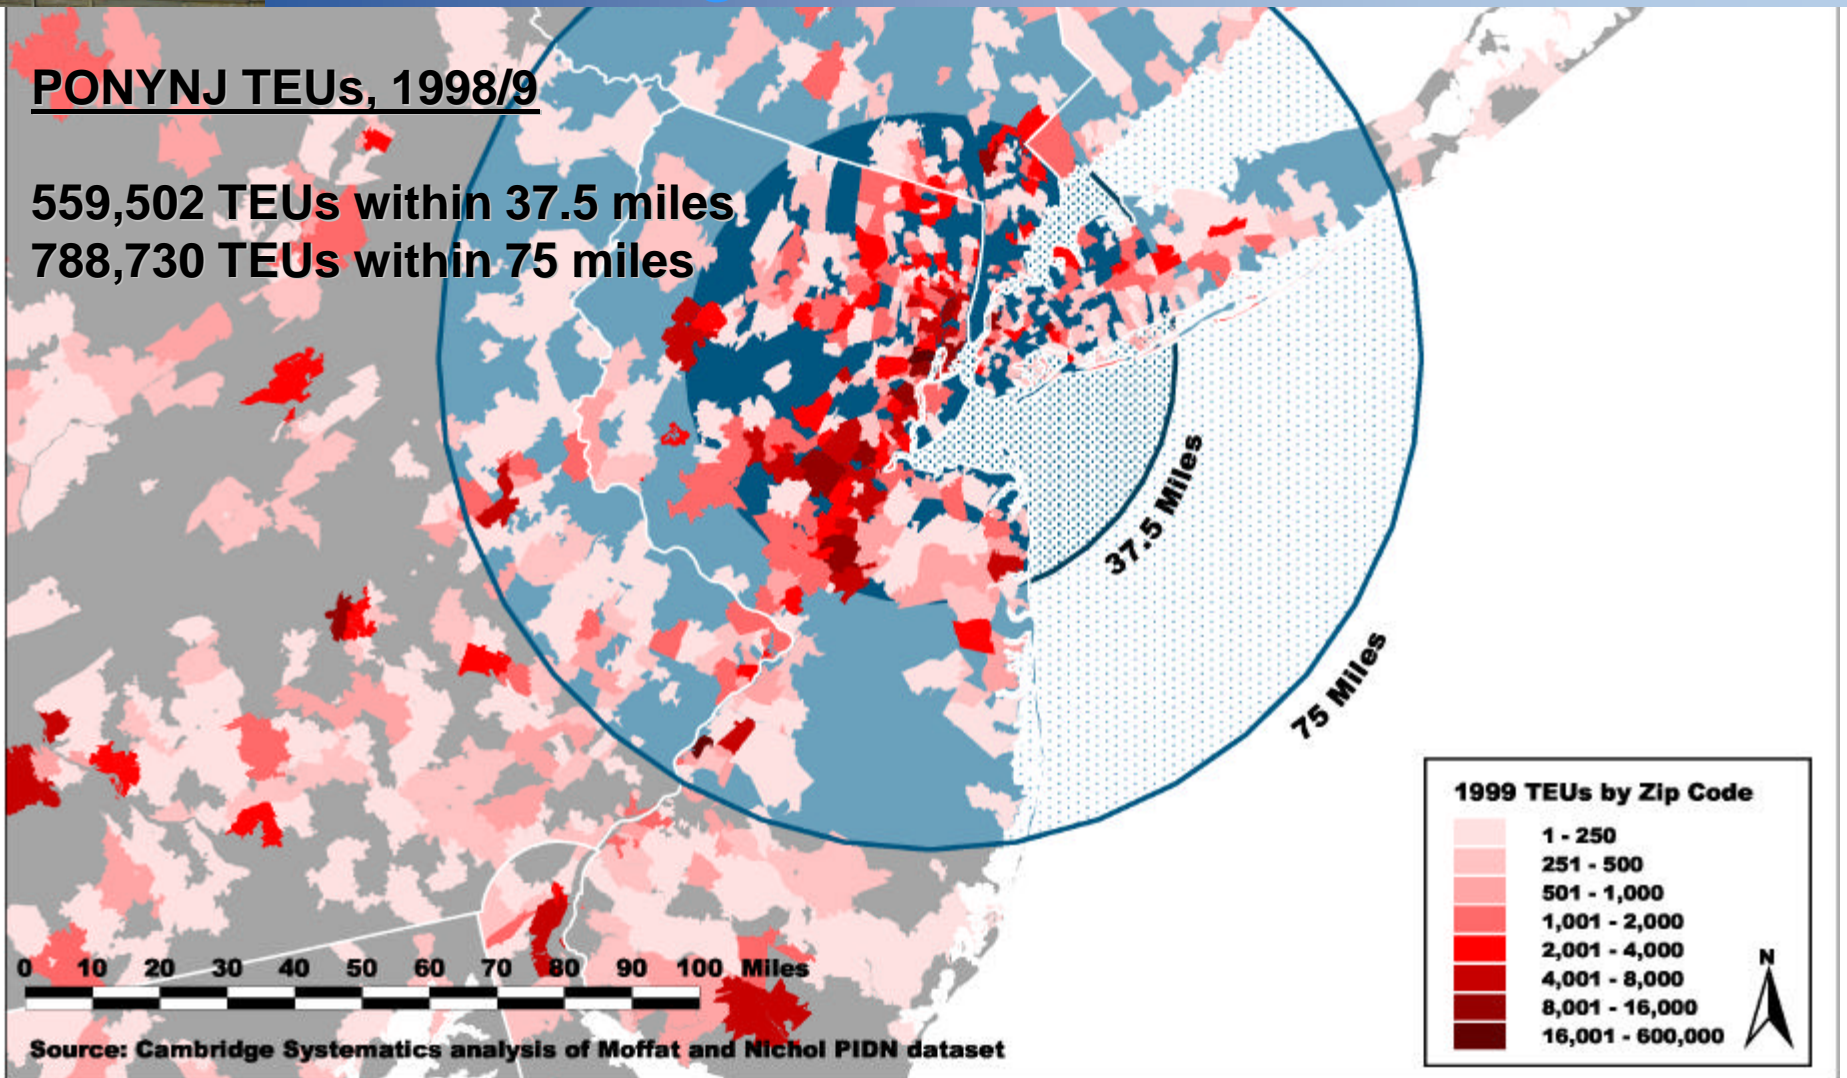 PONYNJ TEUs, 1998/9
559,502 TEUs within 37.5 miles
788,730 TEUs within 75 miles
37.5 Miles
75 Miles
1999 TEUs by Zip Code
1 - 250
251 - 500
501 - 1,000
1,001 - 2,000
2,001 - 4,000
4,001 - 8,000
8,001 - 16,000
16,001 - 600,000
N
0 10 20 30 40 50 60 70 80 90 100 Miles
Source: Cambridge Systematics analysis of Moffat and Nichol PIDN dataset